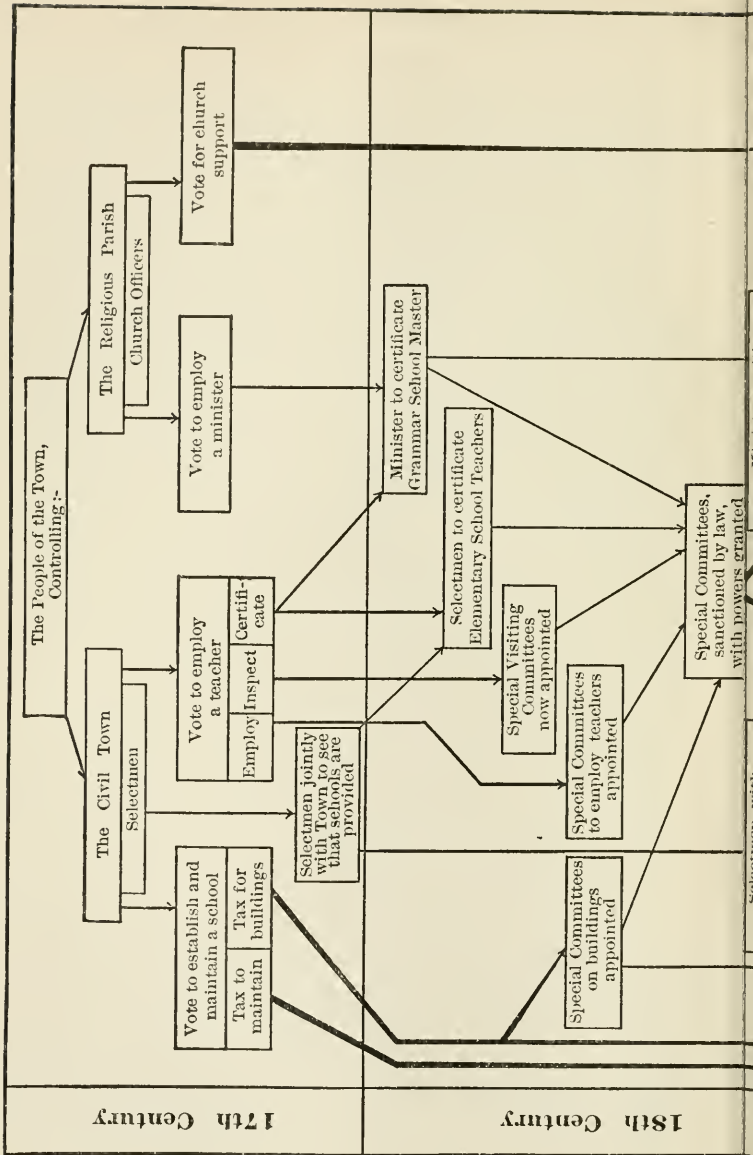 The People of the Town,
Controlling:-
The Civil Town
Selectmen
The Religious Parish
Church Officers
Vote to establish and
maintain a school
Tax to
maintain
Tax for
buildings
Vote to employ
a teacher
Employ
Inspect
Certifi-
cate
Vote to employ
a minister
Vote for church
support
Selectmen jointly
with Town to see
that schools are
provided
17th Century
Minister to certificate
Grammar School Master
Selectmen to certificate
Elementary School Teachers
Special Visiting
Committees
now appointed
Special Committees
to employ teachers
appointed
Special Committees
on buildings
appointed
Special Committees,
sanctioned by law,
with powers granted
18th Century